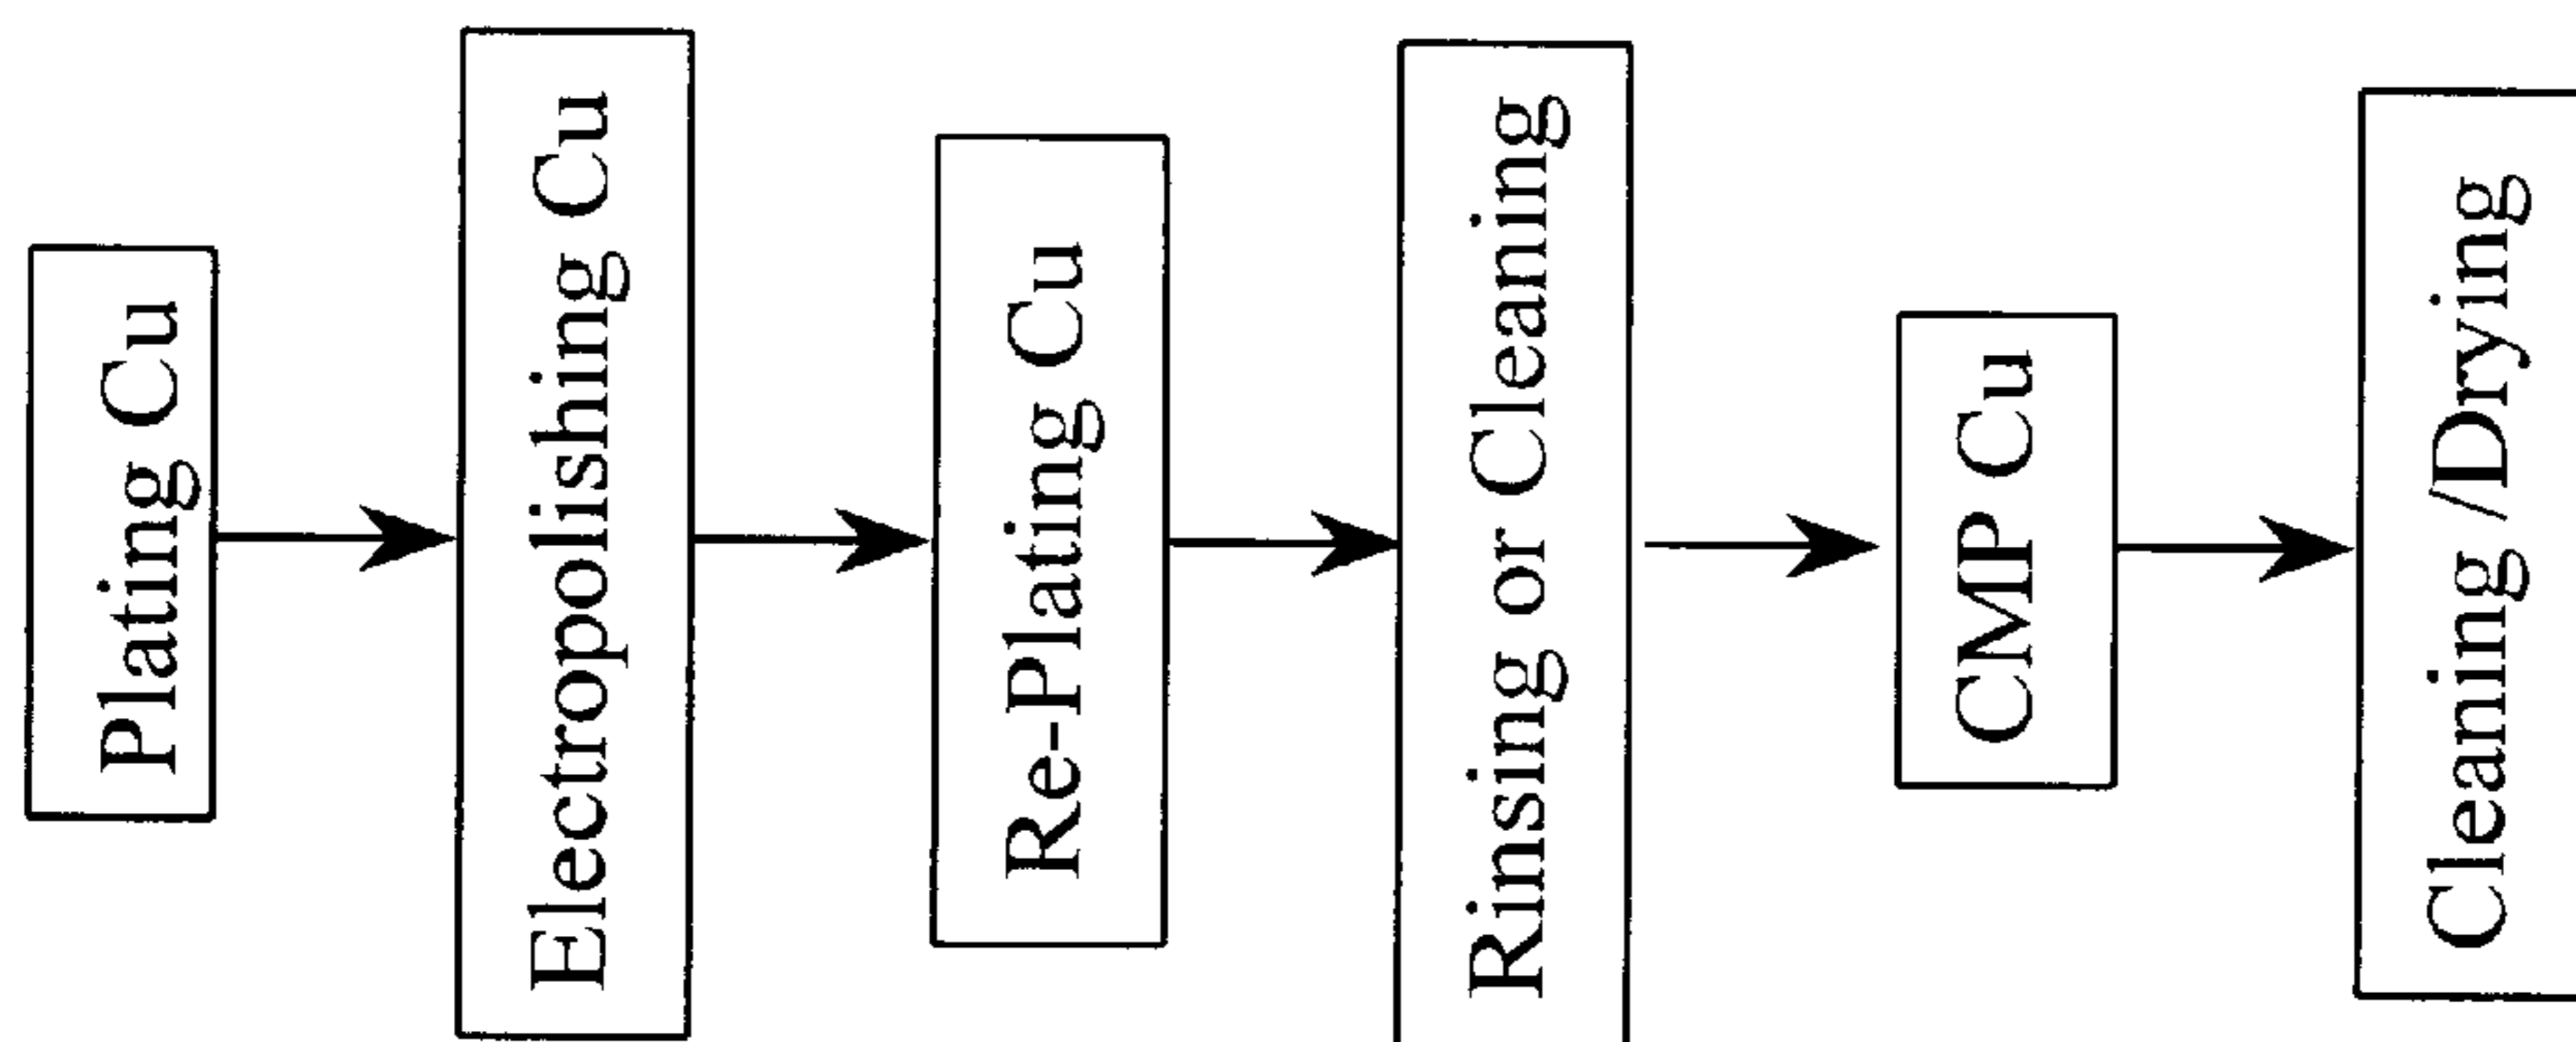 Plating Cu
Electropolishing Cu
Re-Plating Cu
Rinsing or Cleaning
CMP Cu
Cleaning /Drying